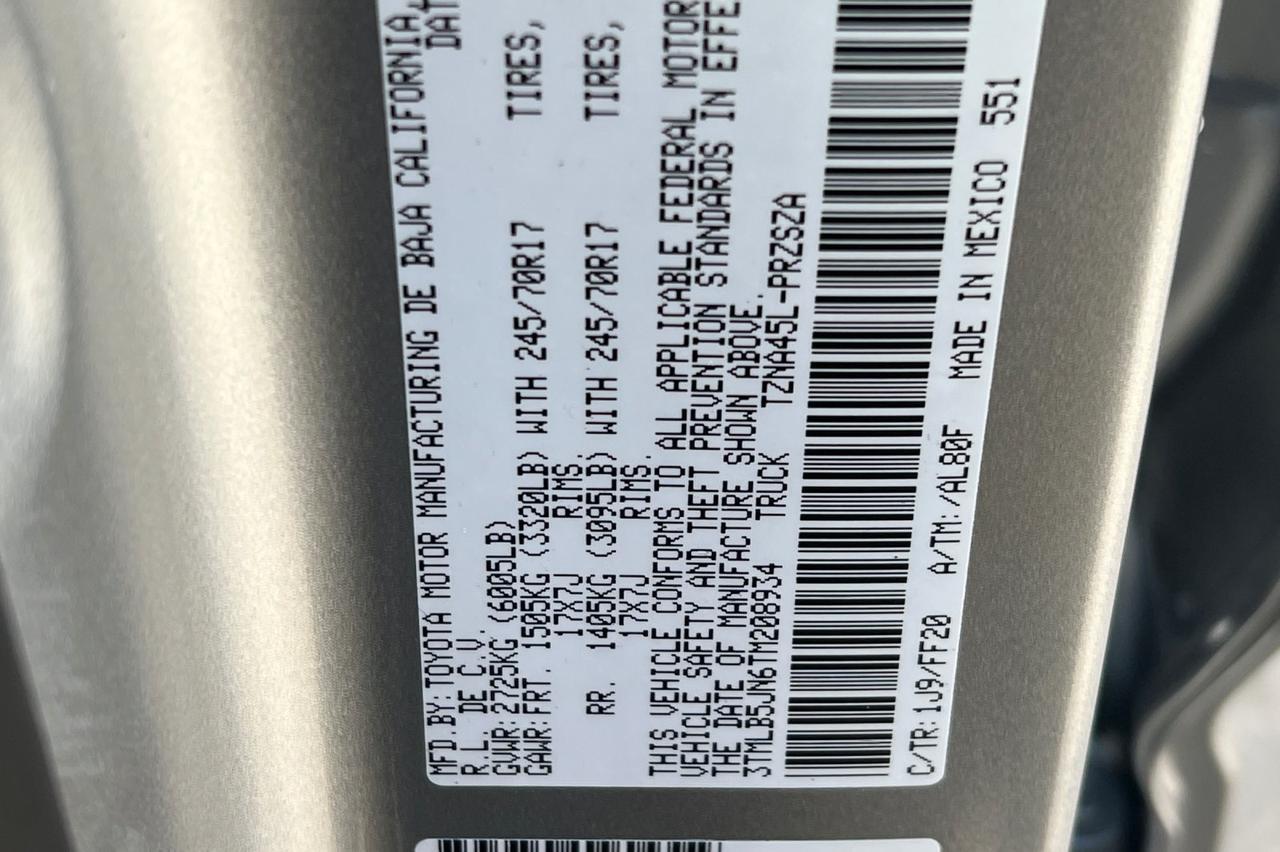 MFD.BY:TOYOTA MOTOR MANUFACTURING DE BAJA CALIFORNIA,
R.L. DE C.V. DAT
GVWR:2725KG (6005LB)
GAWR:FRT. 1505KG (3320LB) WITH 245/70R17 TIRES,
17X7J RIMS,
RR. 1405KG (3095LB) WITH 245/70R17 TIRES,
17X7J RIMS.
THIS VEHICLE CONFORMS TO ALL APPLICABLE FEDERAL MOTOR
VEHICLE SAFETY AND THEFT PREVENTION STANDARDS IN EFFE
THE DATE OF MANUFACTURE SHOWN ABOVE.
3TMLB5JN6TM208934 TRUCK TZNA45L-PRZSZA
C/TR:1J9/FF20 A/TM:/AL80F MADE IN MEXICO 551